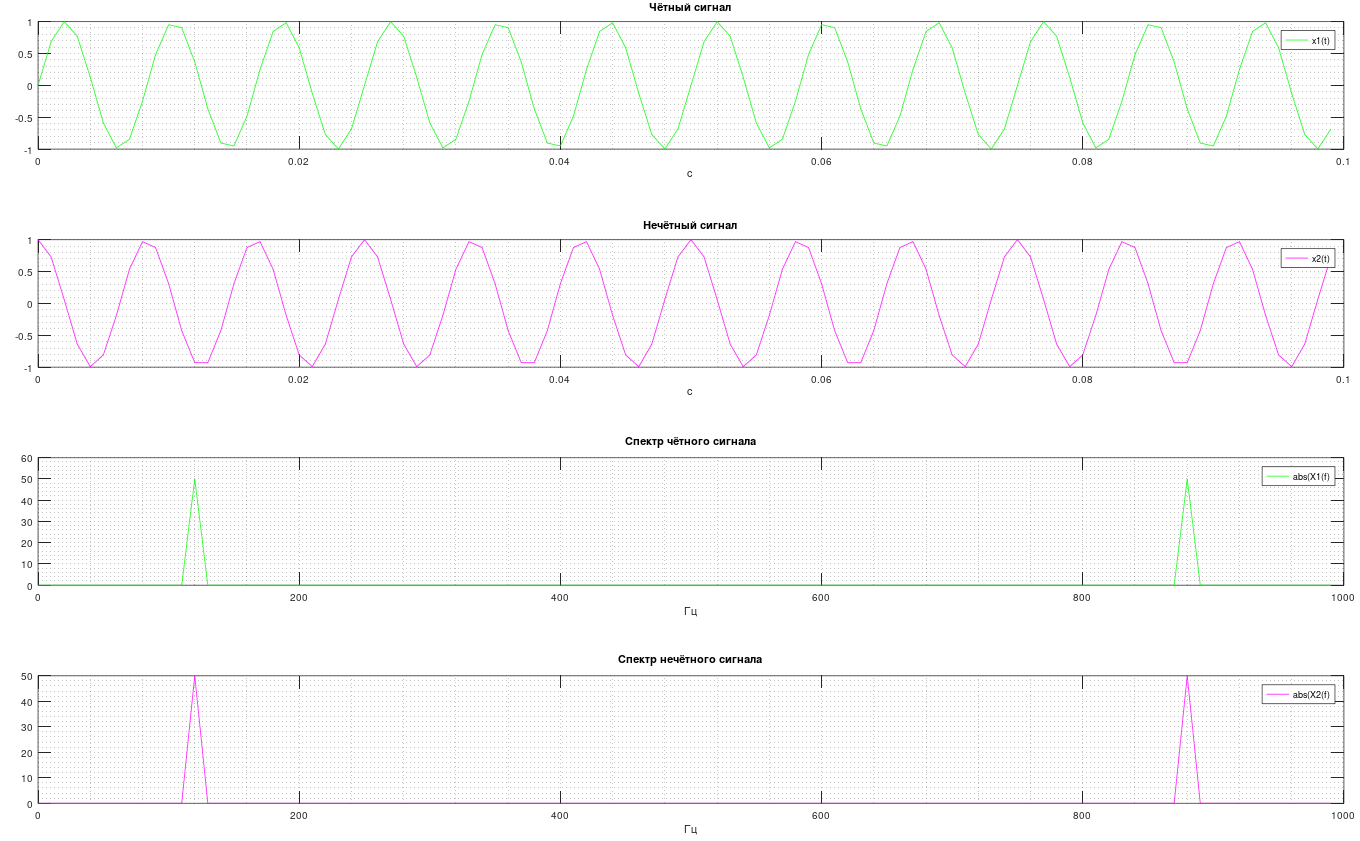 Чётный сигнал
1
0.5
0
-0.5
-1
x1(t)
0 0.02 0.04 0.06 0.08 0.1
c
Нечётный сигнал
1
0.5
0
-0.5
-1
x2(t)
0 0.02 0.04 0.06 0.08 0.1
c
Спектр чётного сигнала
60
50
40
30
20
10
0
abs(X1(f)
0 200 400 600 800 1000
Гц
Спектр нечётного сигнала
50
40
30
20
10
0
abs(X2(f)
0 200 400 600 800 1000
Гц